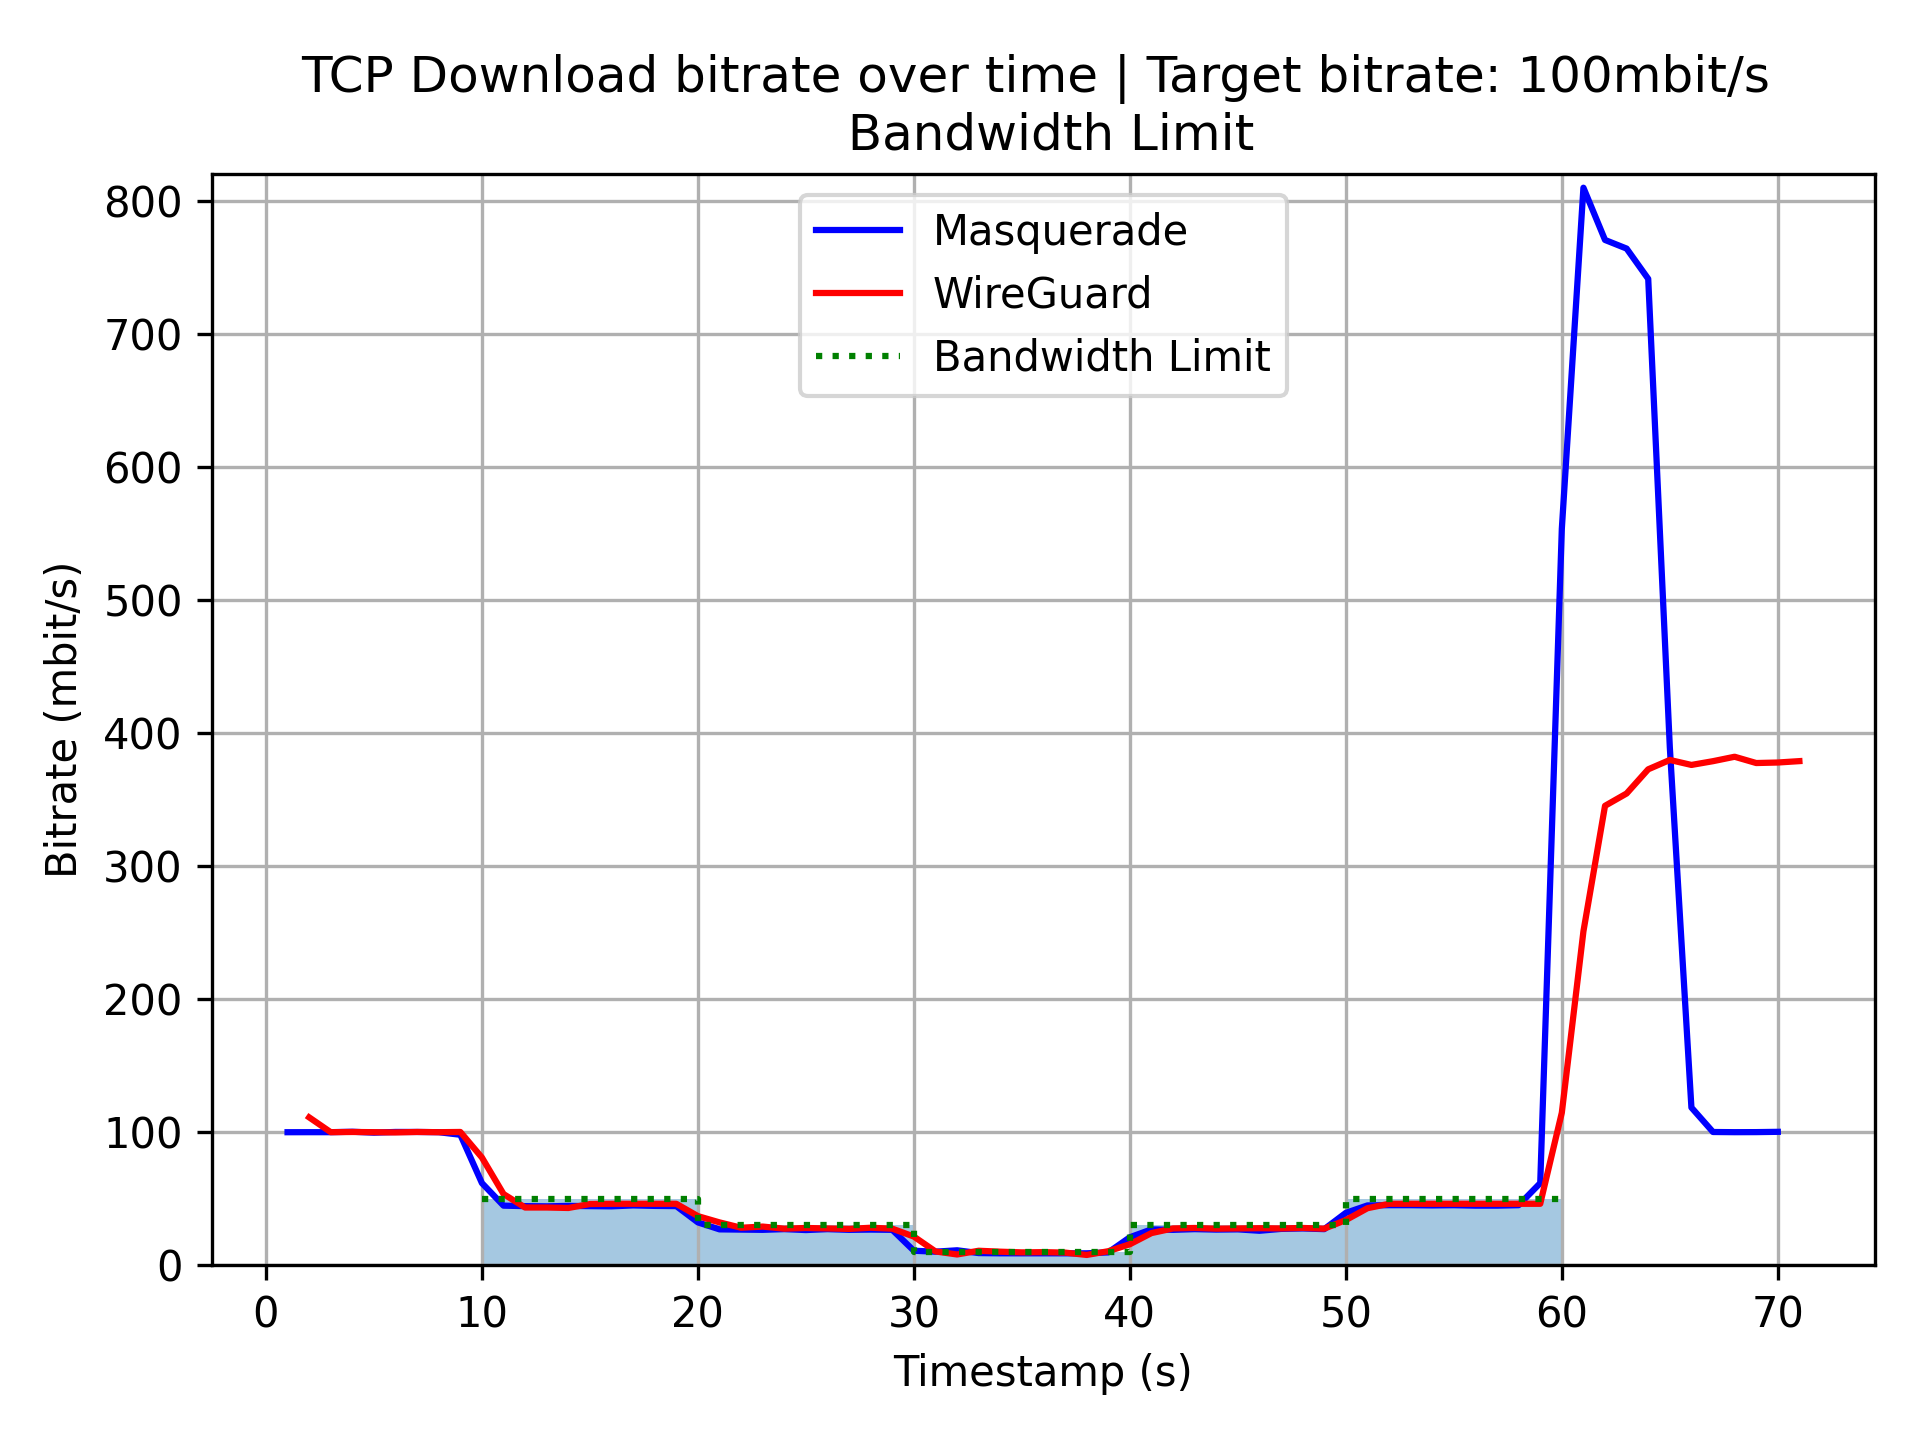 TCP Download bitrate over time | Target bitrate: 100mbit/s
Bandwidth Limit
Masquerade
WireGuard
Bandwidth Limit
Bitrate (mbit/s)
800
700
600
500
400
300
200
100
0
0 10 20 30 40 50 60 70
Timestamp (s)